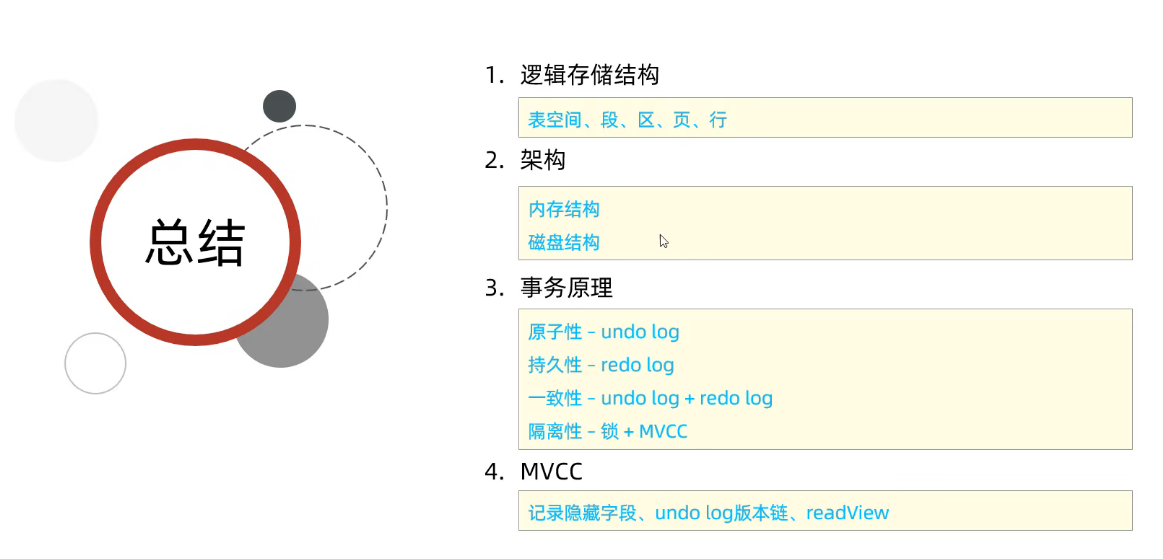 总结
1. 逻辑存储结构
表空间、段、区、页、行
2. 架构
内存结构
磁盘结构
3. 事务原理
原子性 - undo log
持久性 - redo log
一致性 - undo log + redo log
隔离性 - 锁 + MVCC
4. MVCC
记录隐藏字段、undo log版本链、readView